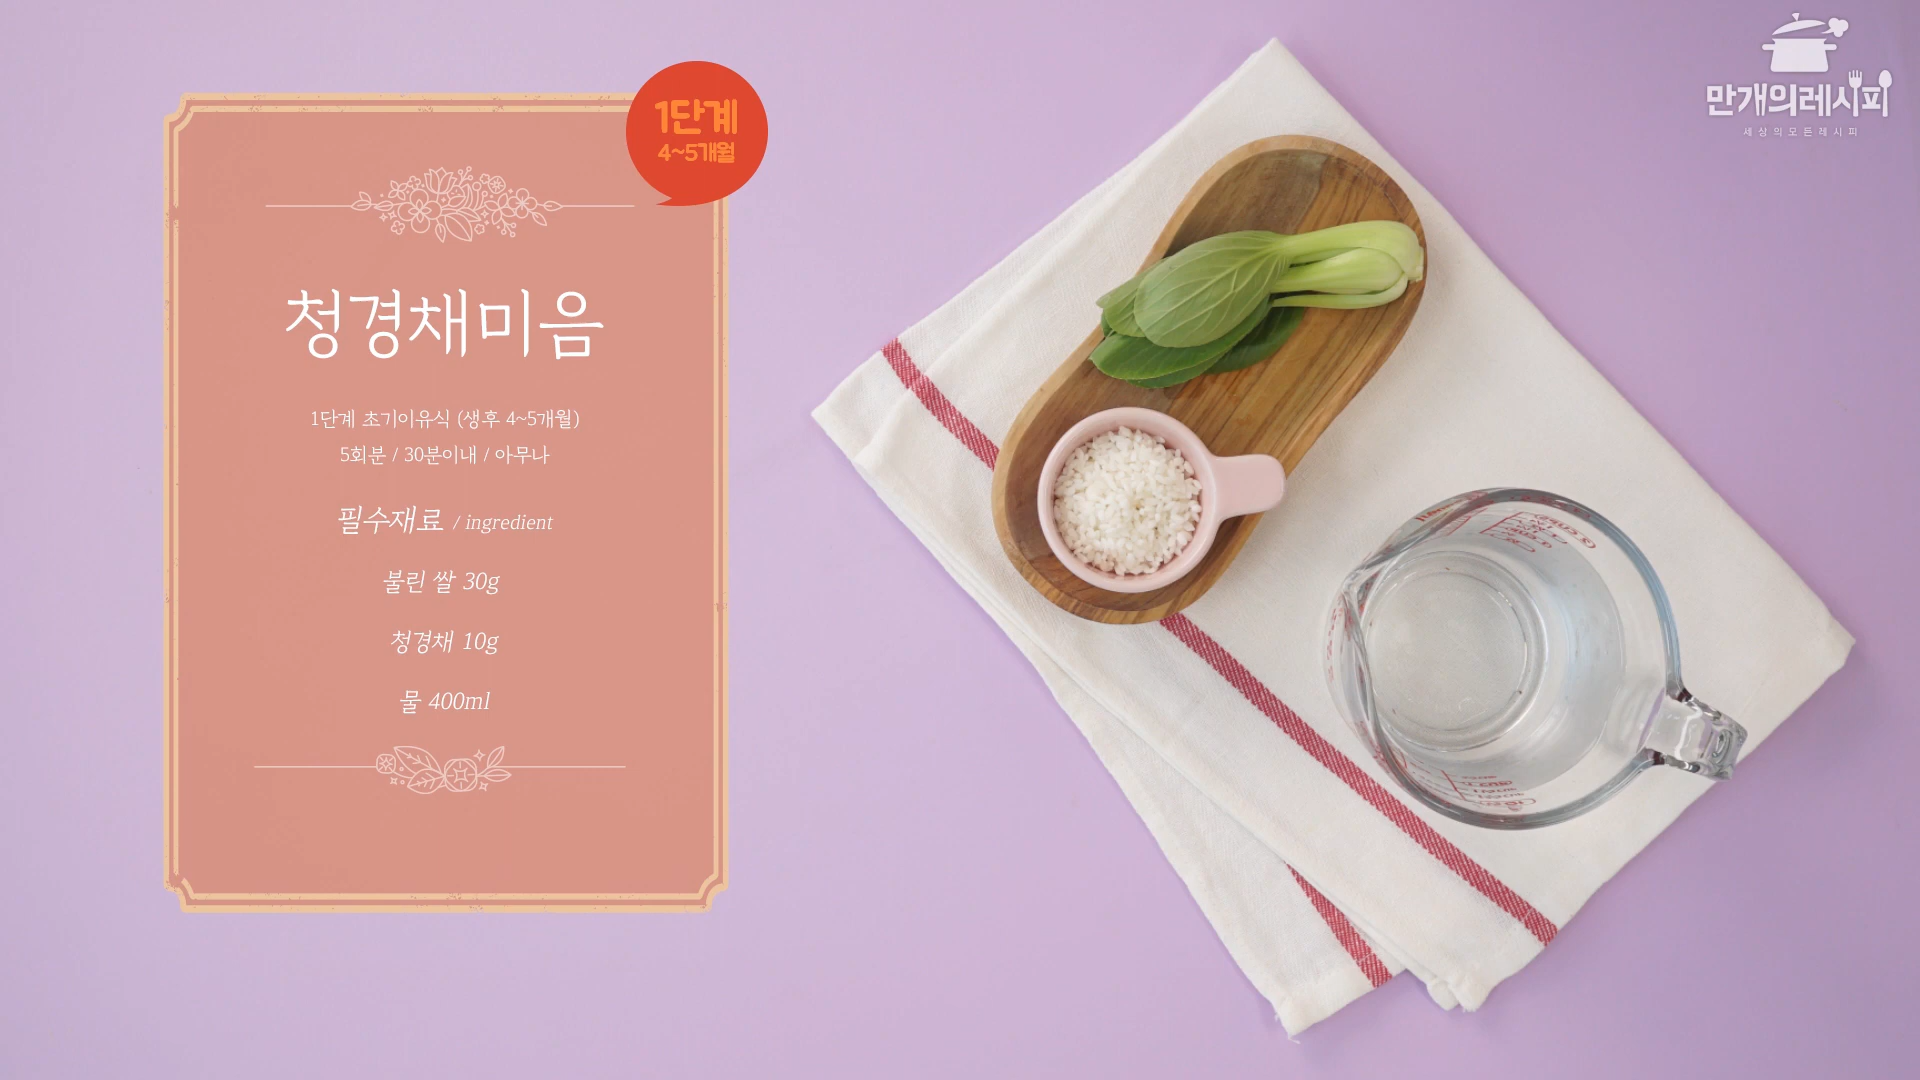 1단계
4~5개월
청경채미음
1단계 초기이유식 (생후 4~5개월)
5회분 / 30분이내 / 아무나
필수재료 / ingredient
불린 쌀 30g
청경채 10g
물 400ml
만개의레시피
세상의모든레시피